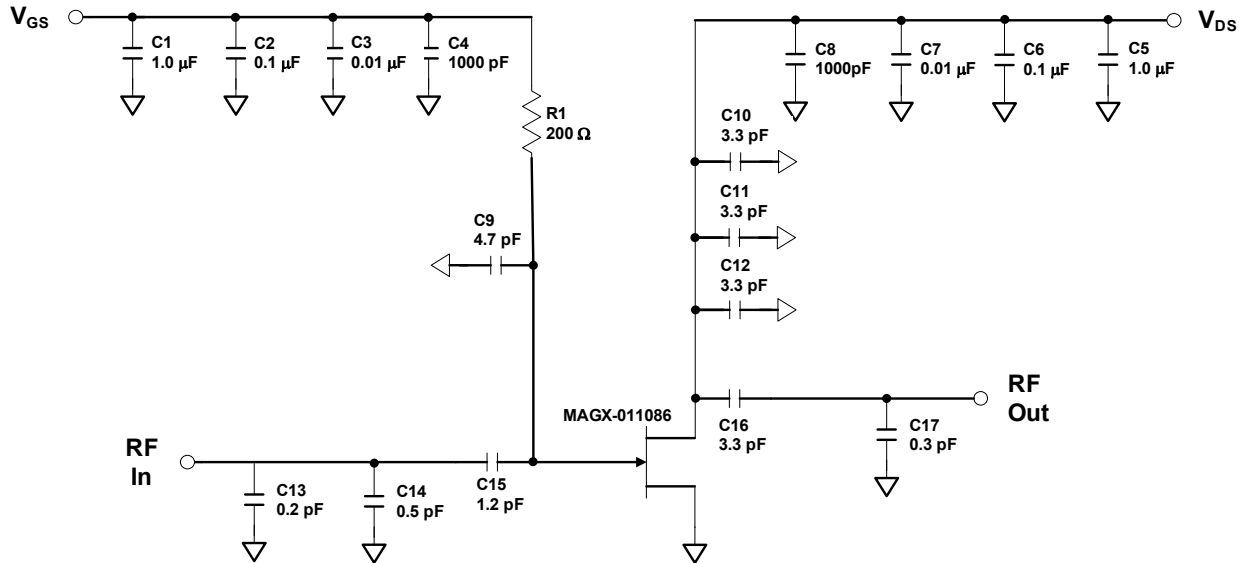 V_GS
C1
1.0 µF
C2
0.1 µF
C3
0.01 µF
C4
1000 pF
R1
200 Ω
C9
4.7 pF
C8
1000pF
C7
0.01 µF
C6
0.1 µF
C5
1.0 µF
V_DS
C10
3.3 pF
C11
3.3 pF
C12
3.3 pF
RF
In
C13
0.2 pF
C14
0.5 pF
C15
1.2 pF
MAGX-011086
C16
3.3 pF
C17
0.3 pF
RF
Out